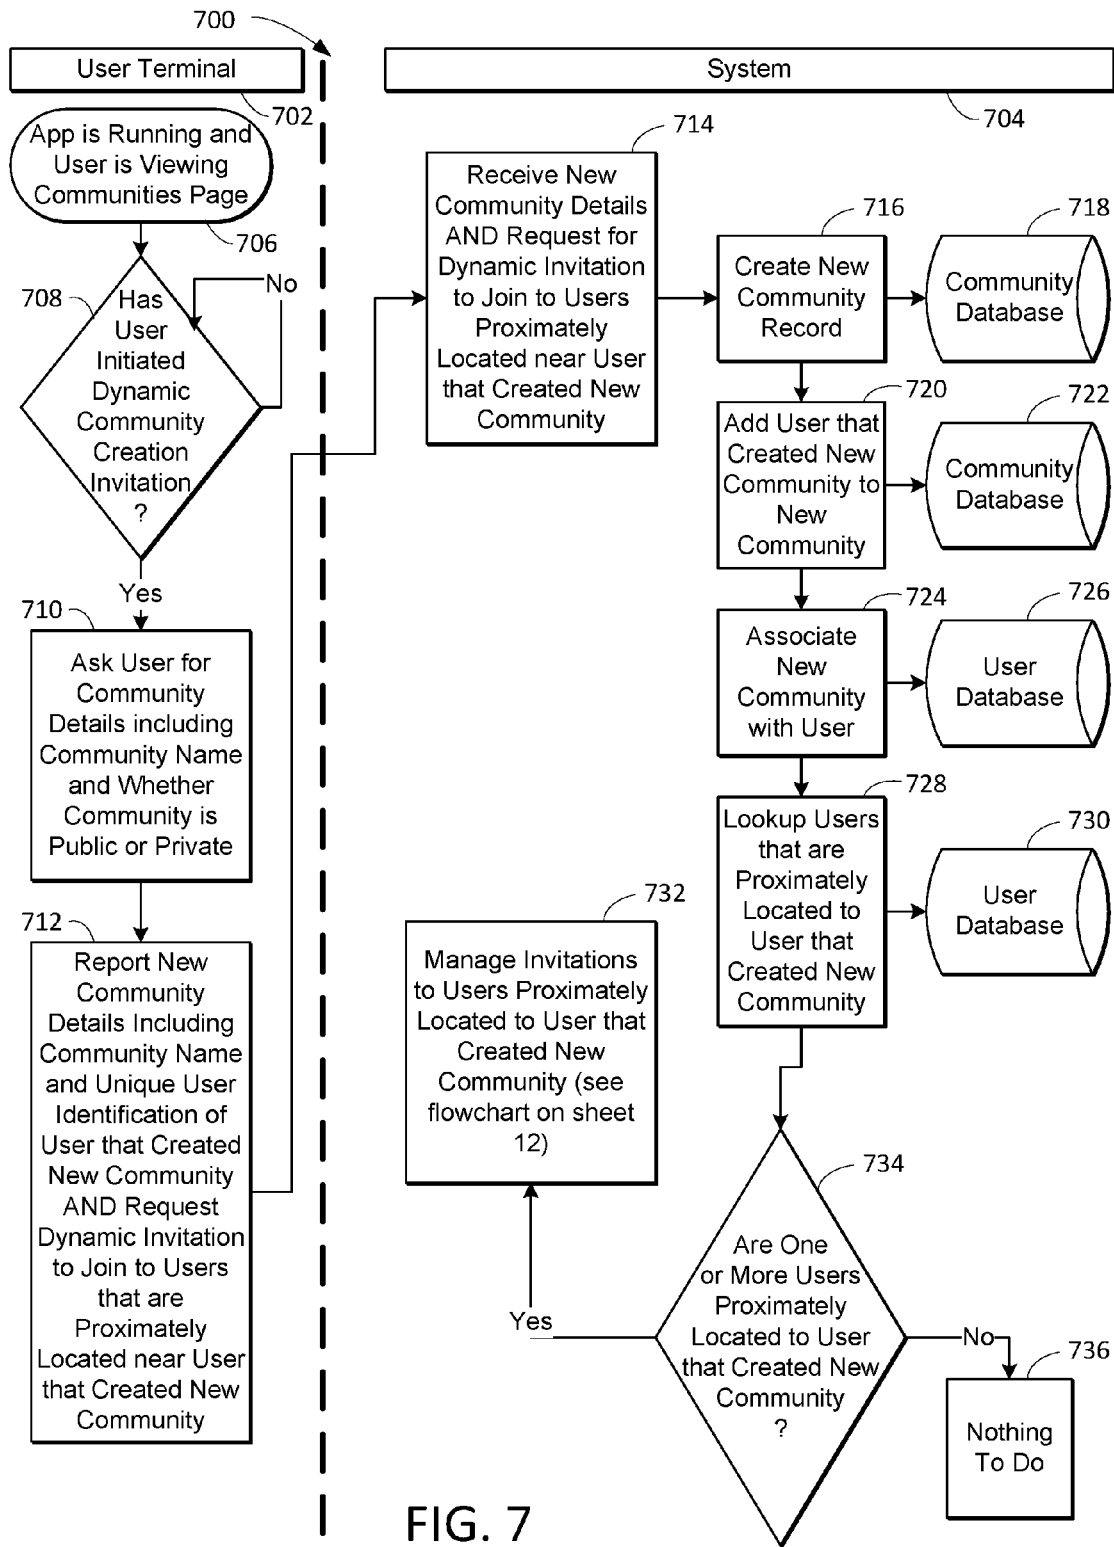 700
User Terminal
702
App is Running and
User is Viewing
Communities Page
706
708
Has
User
Initiated
Dynamic
Community
Creation
Invitation
?
No
Yes
710
Ask User for
Community
Details including
Community Name
and Whether
Community is
Public or Private
712
Report New
Community
Details Including
Community Name
and Unique User
Identification of
User that Created
New Community
AND Request
Dynamic Invitation
to Join to Users
that are
Proximately
Located near User
that Created New
Community
System
704
714
Receive New
Community Details
AND Request for
Dynamic Invitation
to Join to Users
Proximately
Located near User
that Created New
Community
716
Create New
Community
Record
718
Community
Database
720
Add User that
Created New
Community to
New
Community
722
Community
Database
724
Associate
New
Community
with User
726
User
Database
728
Lookup Users
that are
Proximately
Located to
User that
Created New
Community
730
User
Database
732
Manage Invitations
to Users Proximately
Located to User that
Created New
Community (see
flowchart on sheet
12)
734
Are One
or More Users
Proximately
Located to User
that Created New
Community
?
Yes
No
736
Nothing
To Do
FIG. 7